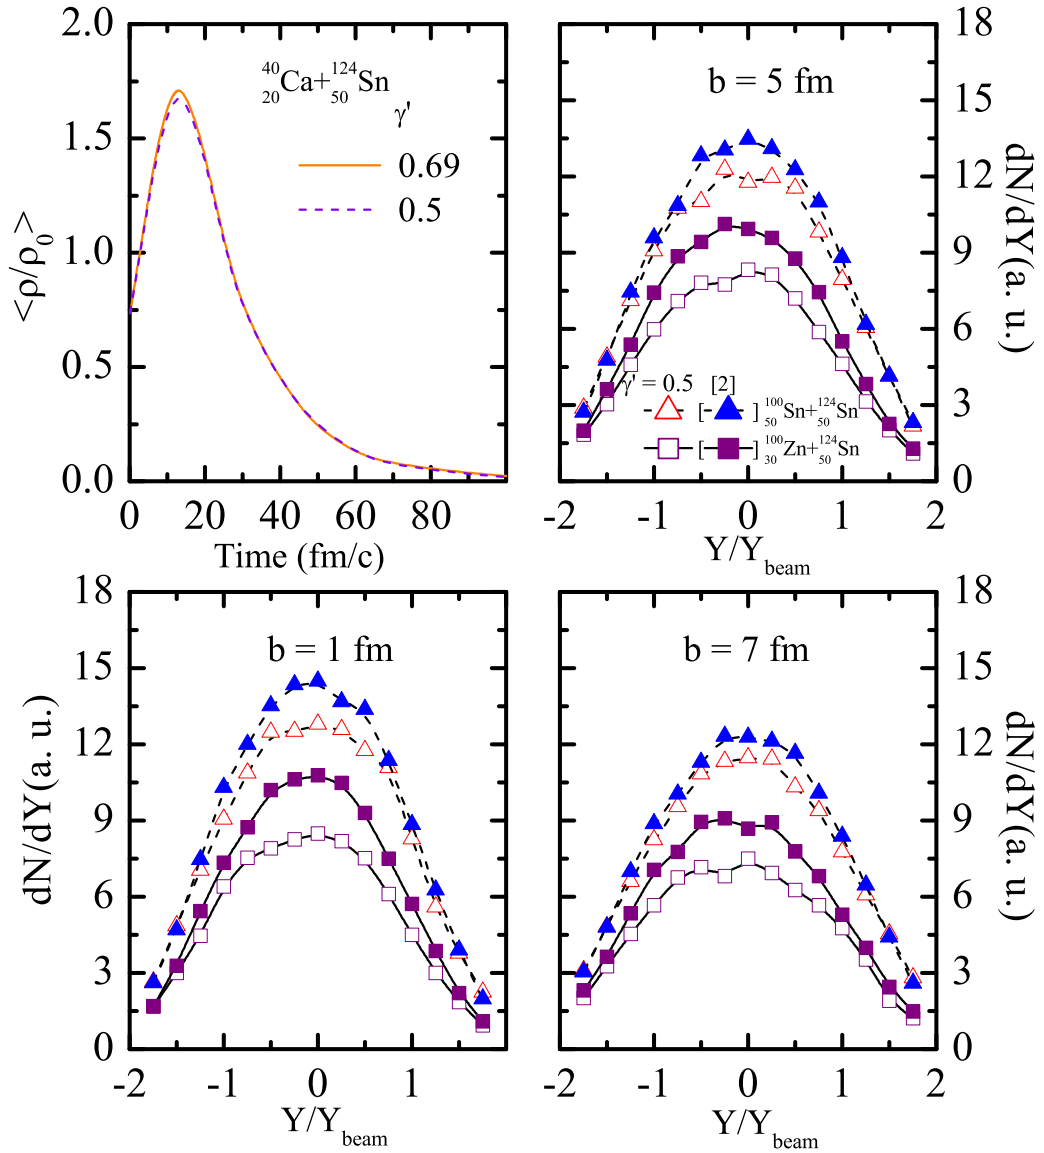 2.0
1.5
1.0
0.5
0.0
<ρ/ρ0>
40 20Ca+124 50Sn
γ'
0.69
0.5
0 20 40 60 80
Time (fm/c)
b = 5 fm
18
15
12
9
6
3
0
dN/dY(a. u.)
γ' = 0.5 [2]
[ ] 100 50Sn+124 50Sn
[ ] 100 30Zn+124 50Sn
-2 -1 0 1 2
Y/Ybeam
18
15
12
9
6
3
0
dN/dY(a. u.)
b = 1 fm
-2 -1 0 1
Y/Ybeam
b = 7 fm
18
15
12
9
6
3
0
dN/dY(a. u.)
-2 -1 0 1 2
Y/Ybeam